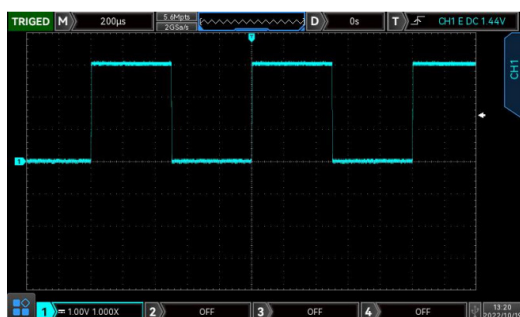 TRIGED M 200μs 5.6Mpts D 0s T CH1 E DC 1.44V
2GSa/s
CH1
1
1 1.00V 1.000X 2 OFF 3 OFF 4 OFF 13:20